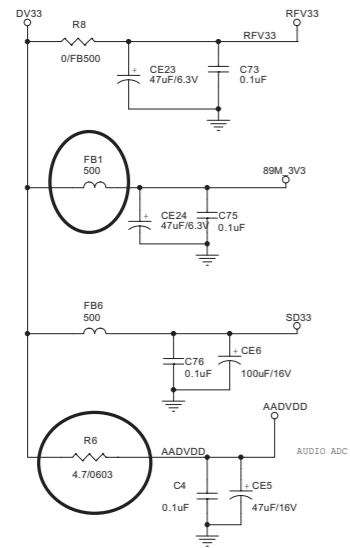 DV33
RFV33
R8
RFV33
0/FB500
CE23
47uF/6.3V
C73
0.1uF
+
FB1
500
89M_3V3
CE24
47uF/6.3V
C75
0.1uF
+
FB6
500
SD33
C76
0.1uF
+ CE6
100uF/16V
AADVDD
R6
4.7/0603
AADVDD
AUDIO ADC
C4
0.1uF
+ CE5
47uF/16V